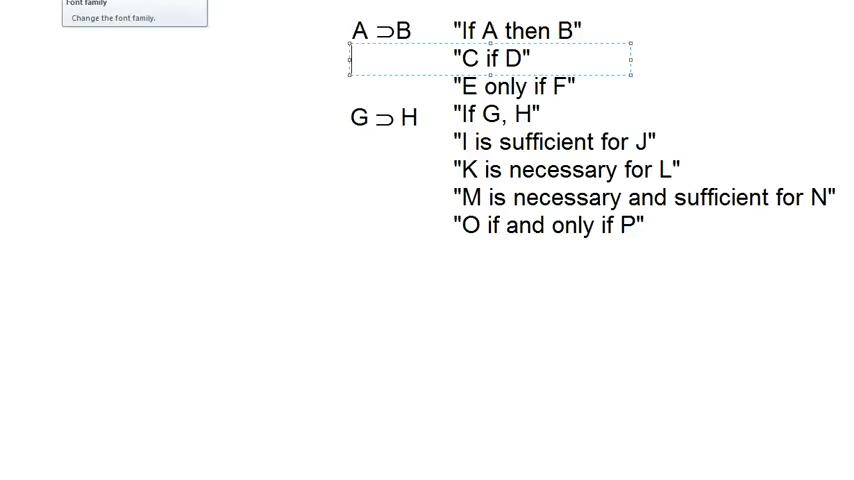 Font family
Change the font family.
A ⊃B "If A then B"
"C if D"
"E only if F"
"If G, H"
G ⊃ H
"I is sufficient for J"
"K is necessary for L"
"M is necessary and sufficient for N"
"O if and only if P"